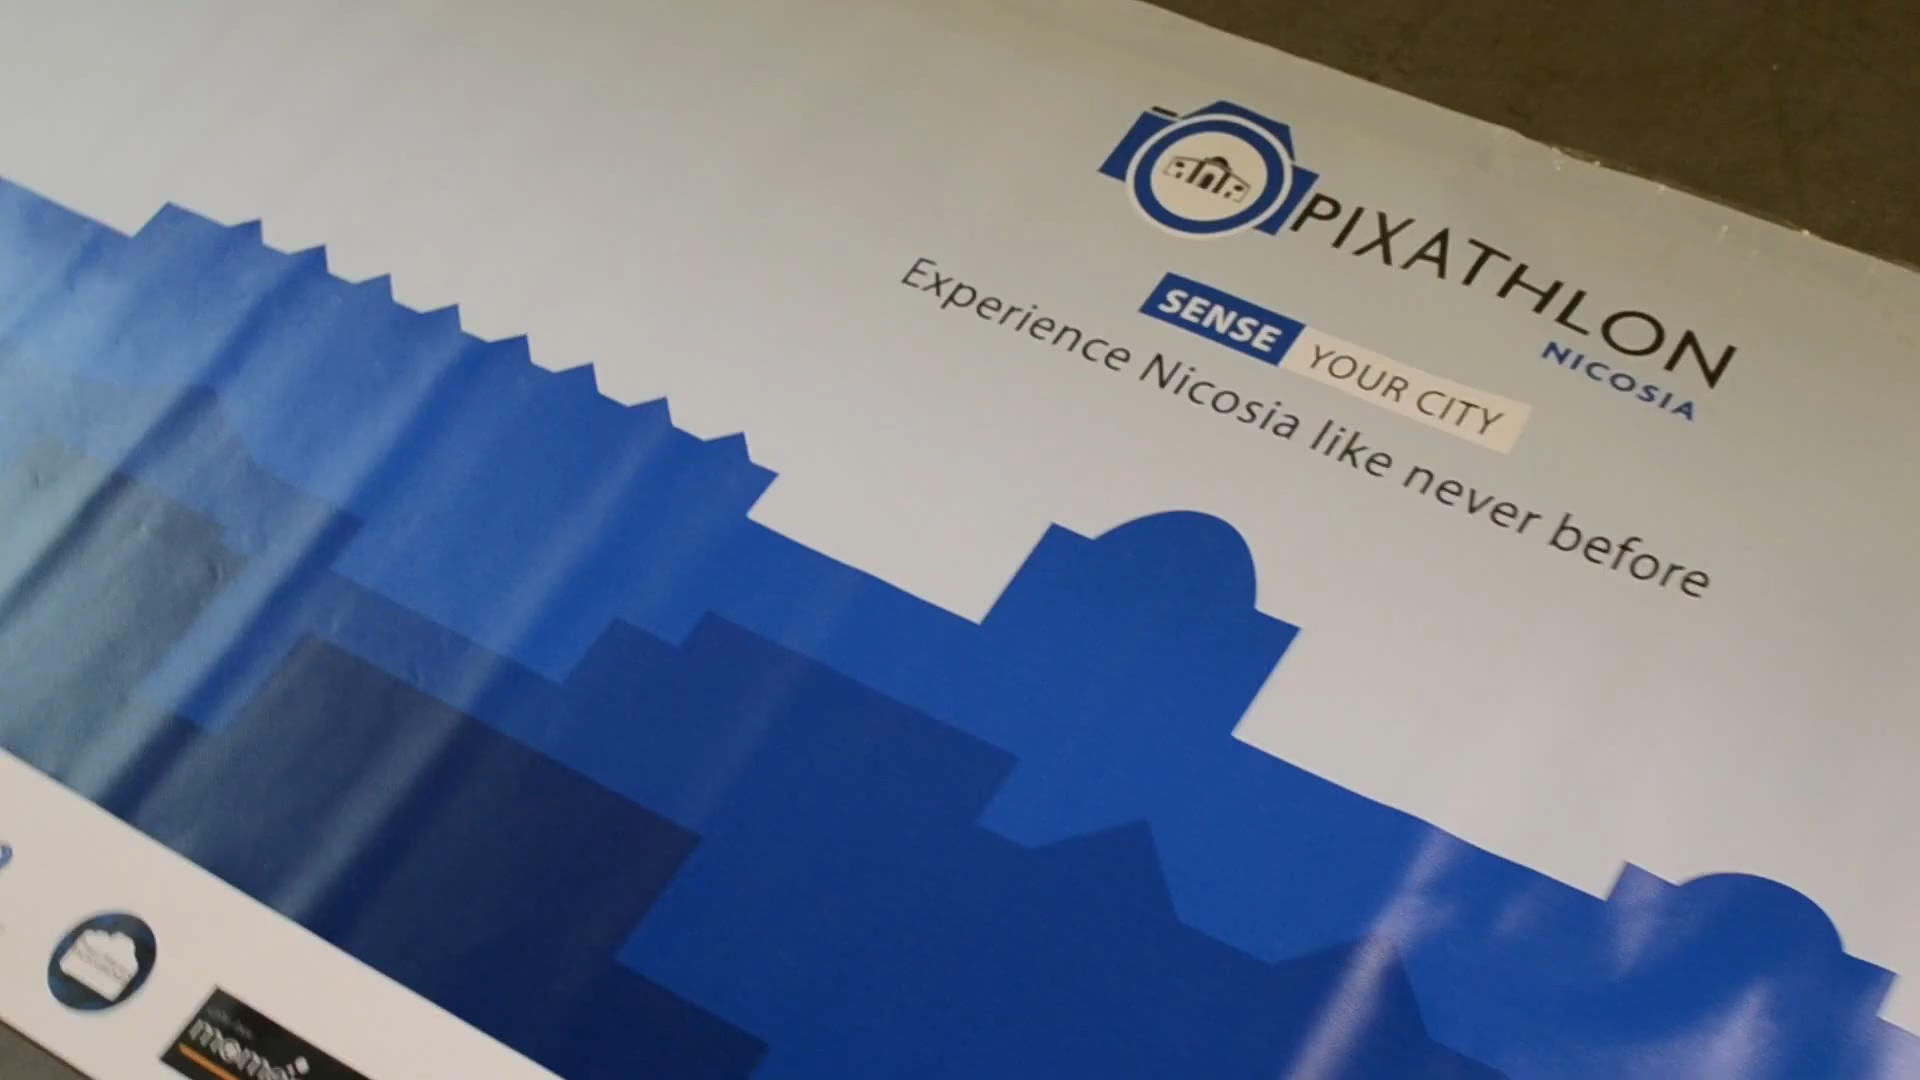 PIXATHLON
NICOSIA
SENSE YOUR CITY
Experience Nicosia like never before